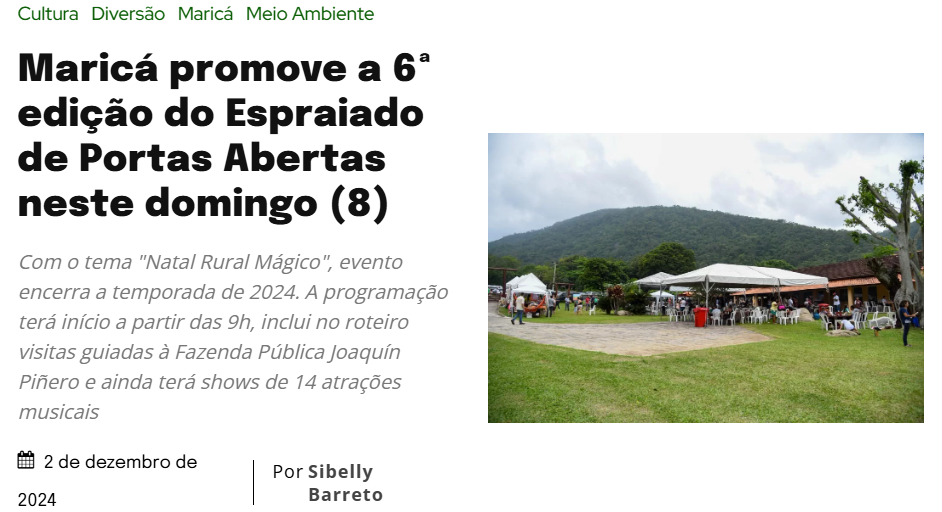 Cultura Diversão Maricá Meio Ambiente
Maricá promove a 6ª
edição do Espraiado
de Portas Abertas
neste domingo (8)
Com o tema "Natal Rural Mágico", evento
encerra a temporada de 2024. A programação
terá início a partir das 9h, inclui no roteiro
visitas guiadas à Fazenda Pública Joaquín
Piñero e ainda terá shows de 14 atrações
musicais
2 de dezembro de
2024
Por Sibelly
Barreto